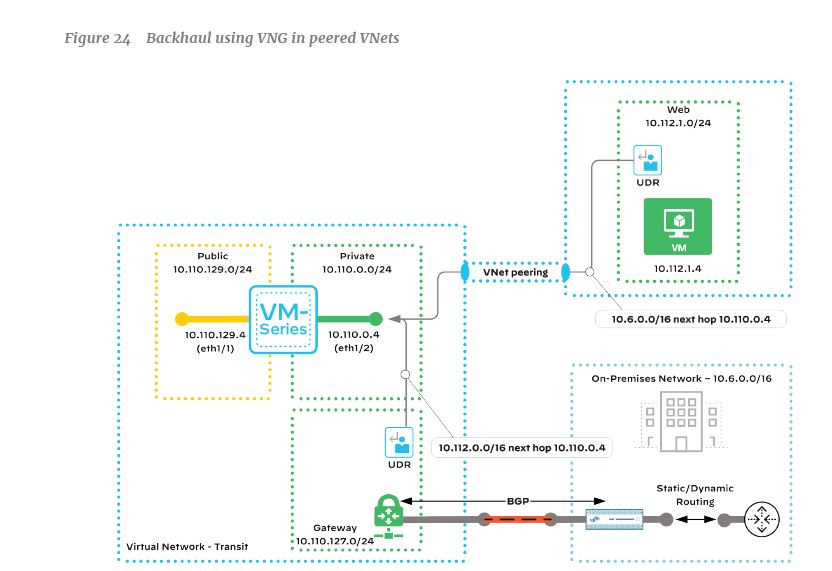 Figure 24 Backhaul using VNG in peered VNets
Web
10.112.1.0/24
UDR
VM
10.112.1.4
Public
10.110.129.0/24
Private
10.110.0.0/24
VNet peering
VM-
Series
10.110.129.4
(eth1/1)
10.110.0.4
(eth1/2)
10.6.0.0/16 next hop 10.110.0.4
On-Premises Network – 10.6.0.0/16
UDR
10.112.0.0/16 next hop 10.110.0.4
BGP
Static/Dynamic
Routing
Gateway
10.110.127.0/24
Virtual Network - Transit